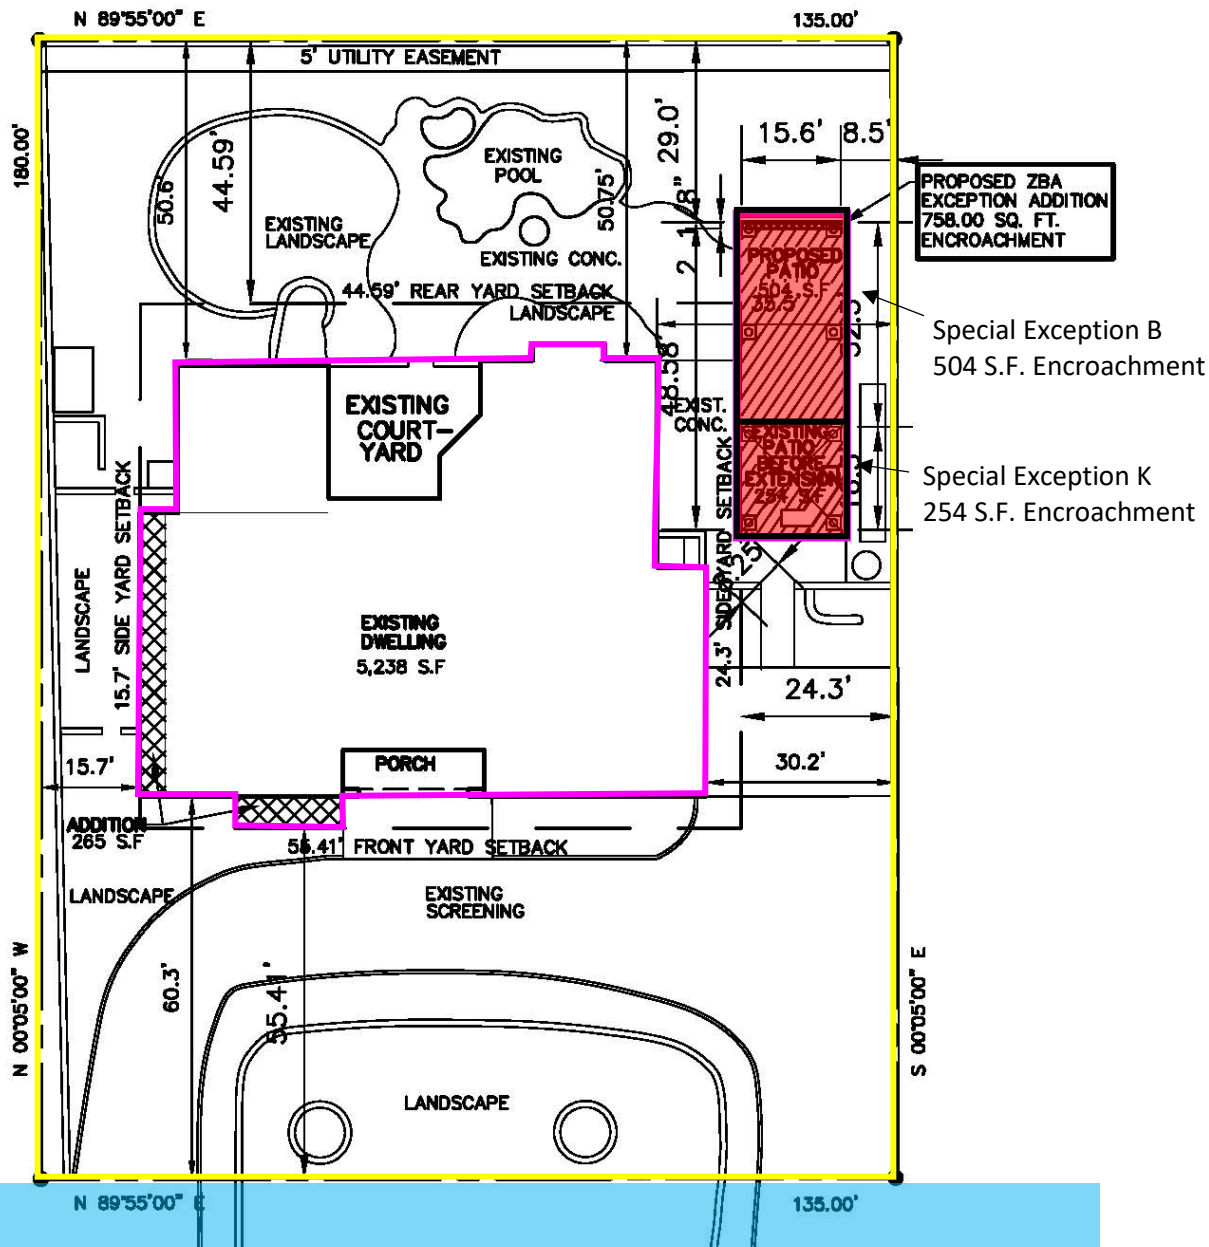 N 89°55'00" E
135.00'
5' UTILITY EASEMENT
180.00'
50.6'
44.59'
EXISTING
POOL
EXISTING
LANDSCAPE
50.75'
29.0'
1'8"
15.6'
8.5'
PROPOSED ZBA
EXCEPTION ADDITION
758.00 SQ. FT.
ENCROACHMENT
EXISTING CONC.
2
PROPOSED
PATIO
504 S.F
35.5'
44.59' REAR YARD SETBACK
LANDSCAPE
Special Exception B
504 S.F. Encroachment
48.58'
EXIST.
CONC.
EXISTING
COURT-
YARD
EXISTING
PATIO
BEFORE
EXTENSION
254 S.F
Special Exception K
254 S.F. Encroachment
15.7' SIDE YARD SETBACK
LANDSCAPE
24.3' SIDE YARD SETBACK
EXISTING
DWELLING
5,238 S.F
24.3'
15.7'
PORCH
30.2'
ADDITION
265 S.F
55.41' FRONT YARD SETBACK
LANDSCAPE
EXISTING
SCREENING
60.3'
55.41'
N 00°05'00" W
S 00°05'00" E
LANDSCAPE
N 89°55'00" E
135.00'